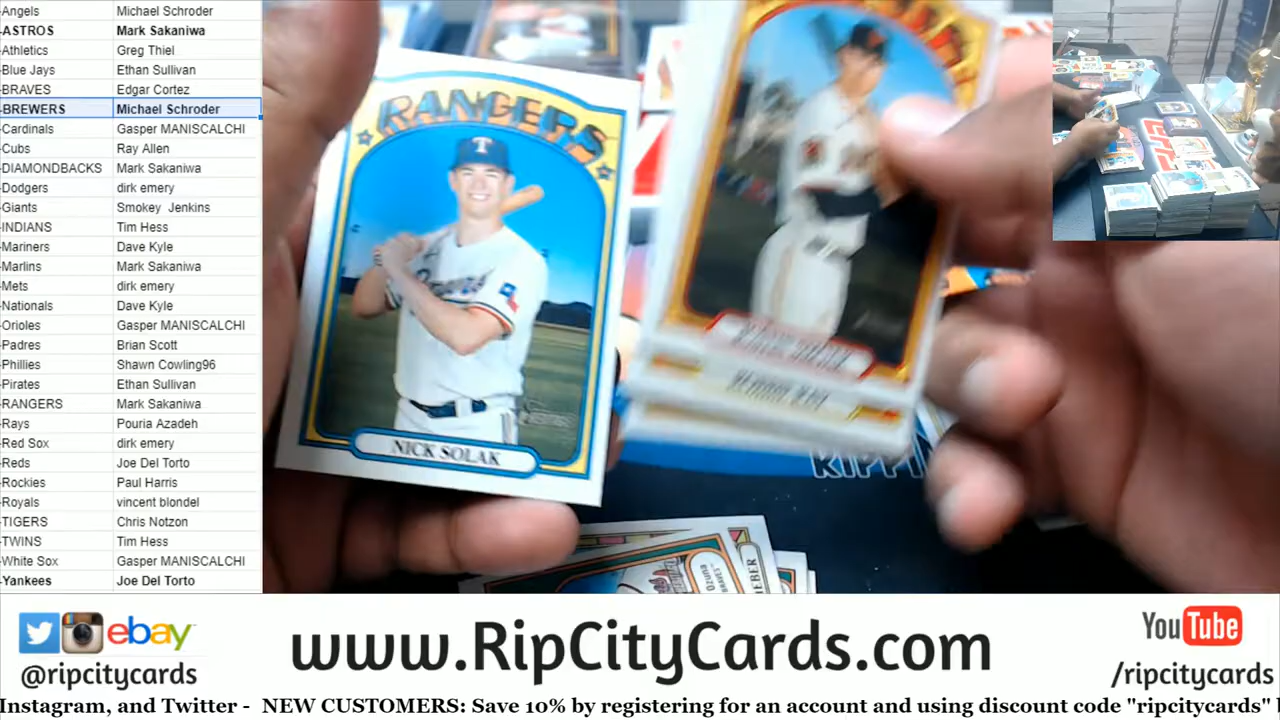 -Angels Michael Schroder
-ASTROS Mark Sakaniwa
-Athletics Greg Thiel
-Blue Jays Ethan Sullivan
-BRAVES Edgar Cortez
-BREWERS Michael Schroder
-Cardinals Gasper MANISCALCHI
-Cubs Ray Allen
-DIAMONDBACKS Mark Sakaniwa
-Dodgers dirk emery
-Giants Smokey Jenkins
-INDIANS Tim Hess
-Mariners Dave Kyle
-Marlins Mark Sakaniwa
-Mets dirk emery
-Nationals Dave Kyle
-Orioles Gasper MANISCALCHI
-Padres Brian Scott
-Phillies Shawn Cowling96
-Pirates Ethan Sullivan
-RANGERS Mark Sakaniwa
-Rays Pouria Azadeh
-Red Sox dirk emery
-Reds Joe Del Torto
-Rockies Paul Harris
-Royals vincent blondel
-TIGERS Chris Notzon
-TWINS Tim Hess
-White Sox Gasper MANISCALCHI
-Yankees Joe Del Torto
RANGERS
NICK SOLAK
RIPPIN
Ozuna
BRAVES
IEBER
ebay
@ripcitycards
www.RipCityCards.com
YouTube
/ripcitycards
Instagram, and Twitter - NEW CUSTOMERS: Save 10% by registering for an account and using discount code "ripcitycards"